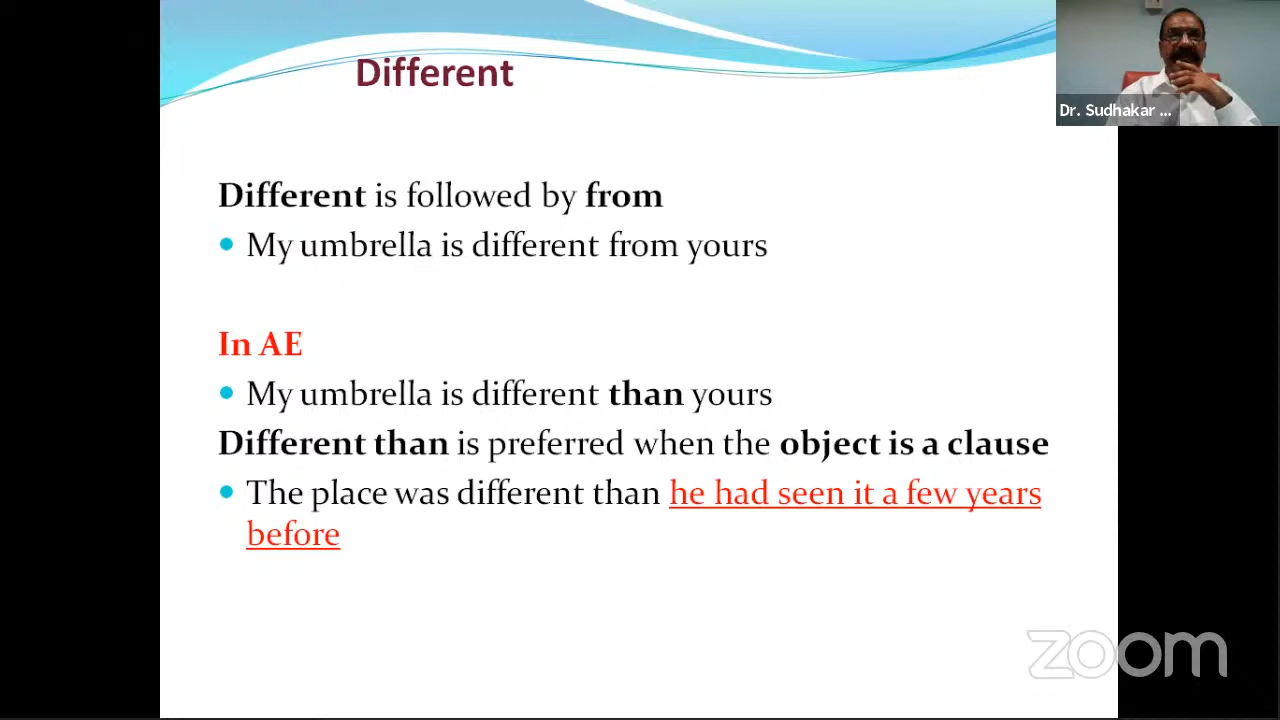 Different
Dr. Sudhakar ...
Different is followed by from
My umbrella is different from yours
In AE
My umbrella is different than yours
Different than is preferred when the object is a clause
The place was different than he had seen it a few years
before
zoom